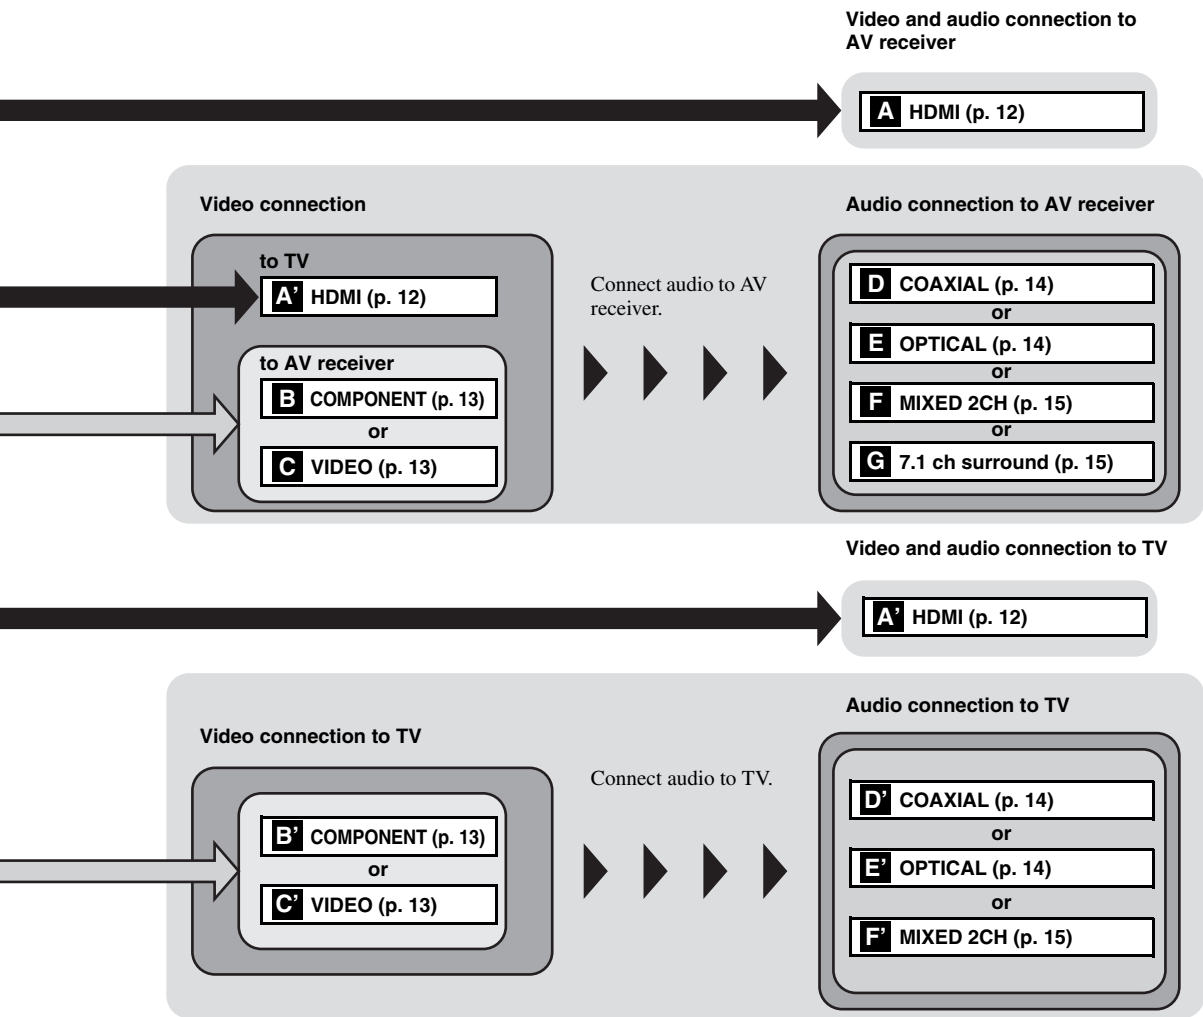 Video and audio connection to
AV receiver
A HDMI (p. 12)
Video connection
to TV
A’ HDMI (p. 12)
to AV receiver
B COMPONENT (p. 13)
or
C VIDEO (p. 13)
Connect audio to AV
receiver.
Audio connection to AV receiver
D COAXIAL (p. 14)
or
E OPTICAL (p. 14)
or
F MIXED 2CH (p. 15)
or
G 7.1 ch surround (p. 15)
Video and audio connection to TV
A’ HDMI (p. 12)
Video connection to TV
B’ COMPONENT (p. 13)
or
C’ VIDEO (p. 13)
Connect audio to TV.
Audio connection to TV
D’ COAXIAL (p. 14)
or
E’ OPTICAL (p. 14)
or
F’ MIXED 2CH (p. 15)